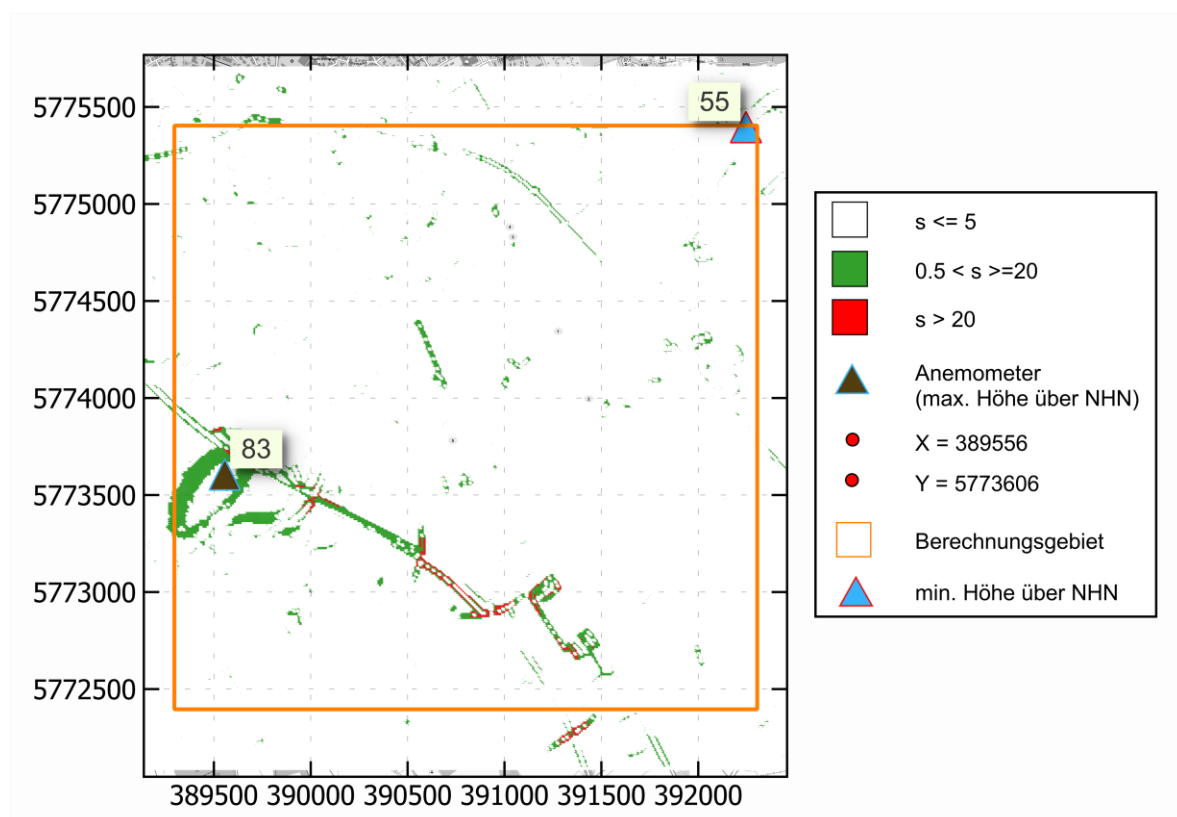 55
5775500
5775000
5774500
5774000
83
5773500
5773000
5772500
389500 390000 390500 391000 391500 392000
s <= 5
0.5 < s >=20
s > 20
Anemometer
(max. Höhe über NHN)
X = 389556
Y = 5773606
Berechnungsgebiet
min. Höhe über NHN